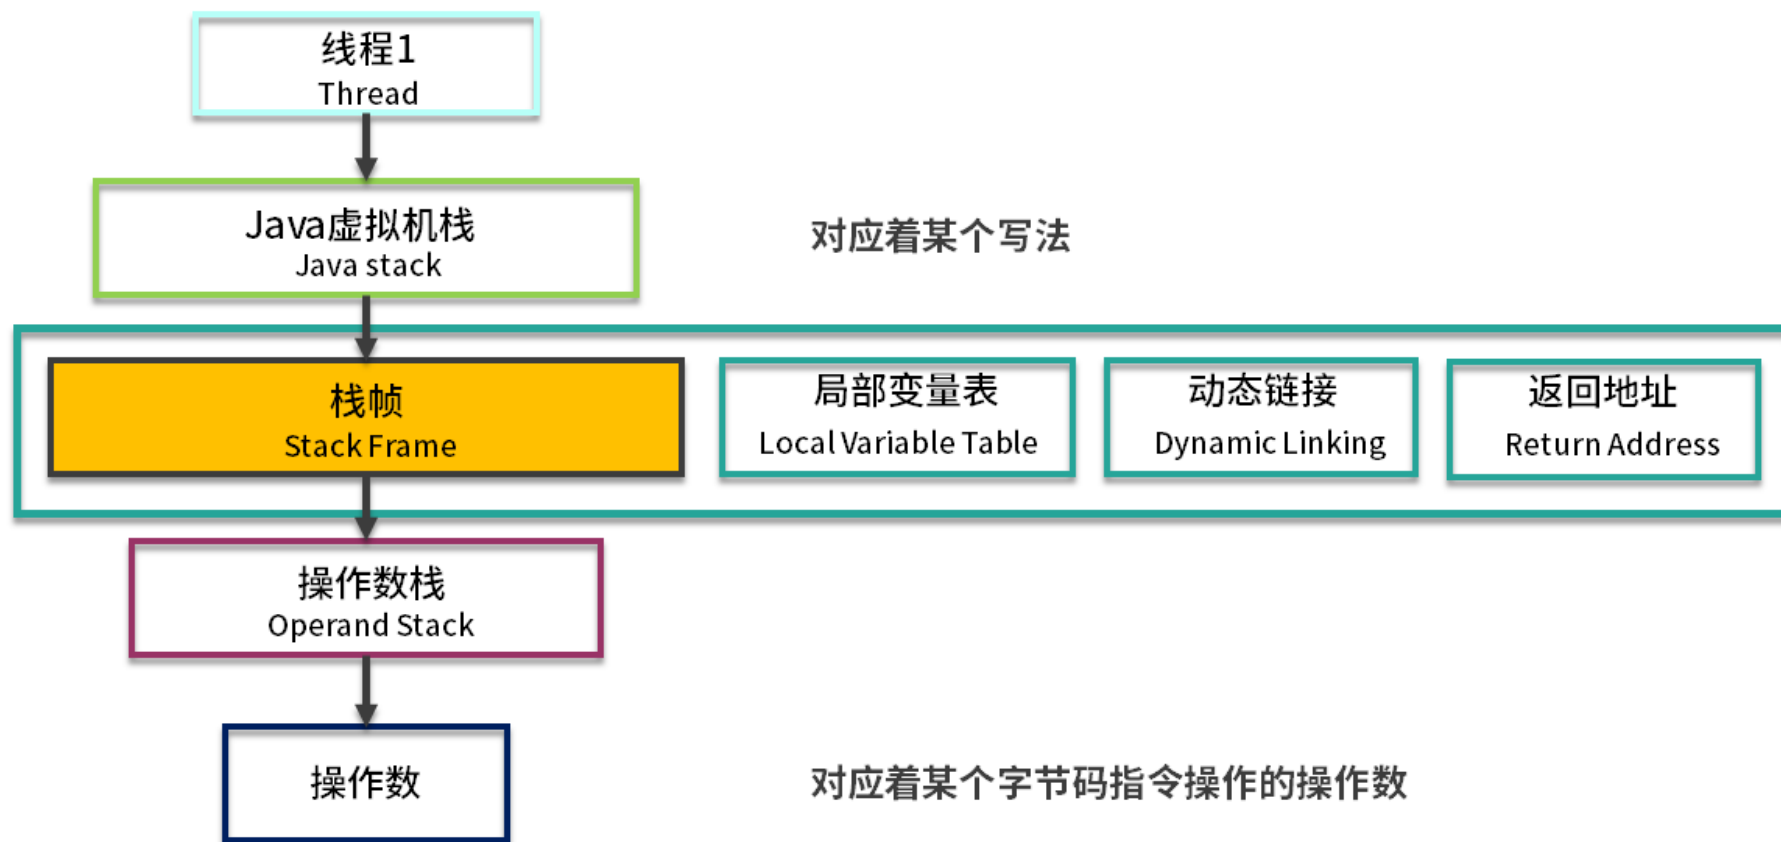 线程1
Thread
Java虚拟机栈
Java stack
对应着某个写法
栈帧
Stack Frame
局部变量表
Local Variable Table
动态链接
Dynamic Linking
返回地址
Return Address
操作数栈
Operand Stack
操作数
对应着某个字节码指令操作的操作数